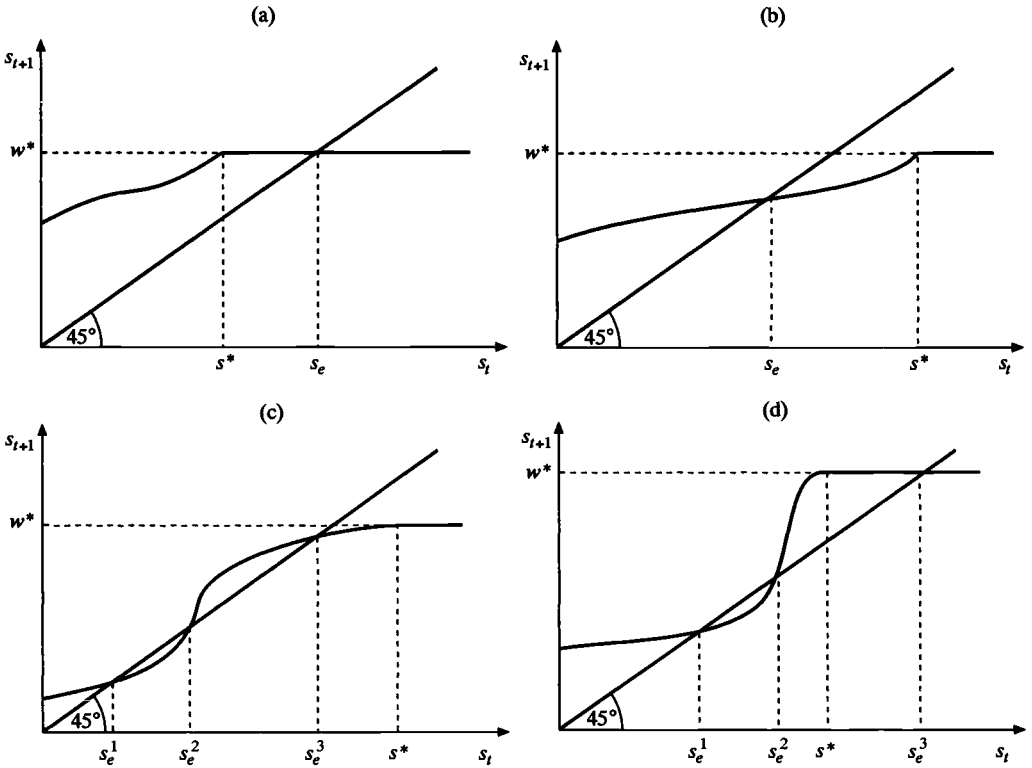 (a)
s_{t+1}
w*
45°
s*
s_e
s_t
(b)
s_{t+1}
w*
45°
s_e
s*
s_t
(c)
s_{t+1}
w*
45°
s_e^1
s_e^2
s_e^3
s*
s_t
(d)
s_{t+1}
w*
45°
s_e^1
s_e^2
s*
s_e^3
s_t